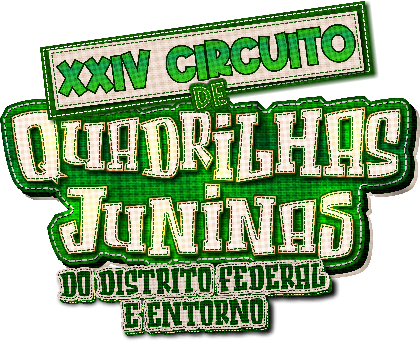 XXIV CIRCUITO
DE
QUADRILHAS
JUNINAS
DO DISTRITO FEDERAL
E ENTORNO